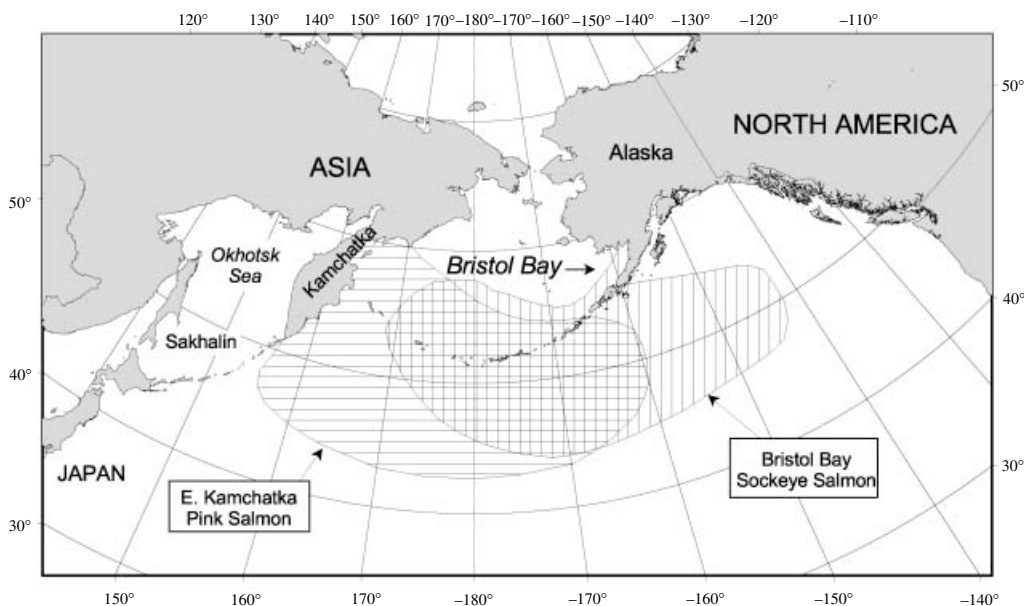 120° 130° 140° 150° 160° 170° –180° –170° –160° –150° –140° –130° –120° –110°
50°
NORTH AMERICA
Alaska
ASIA
50°
Okhotsk
Sea
Kamchatka
Bristol Bay
40°
Sakhalin
40°
JAPAN
Bristol Bay
Sockeye Salmon
30°
E. Kamchatka
Pink Salmon
30°
150° 160° 170° –180° –170° –160° –150° –140°